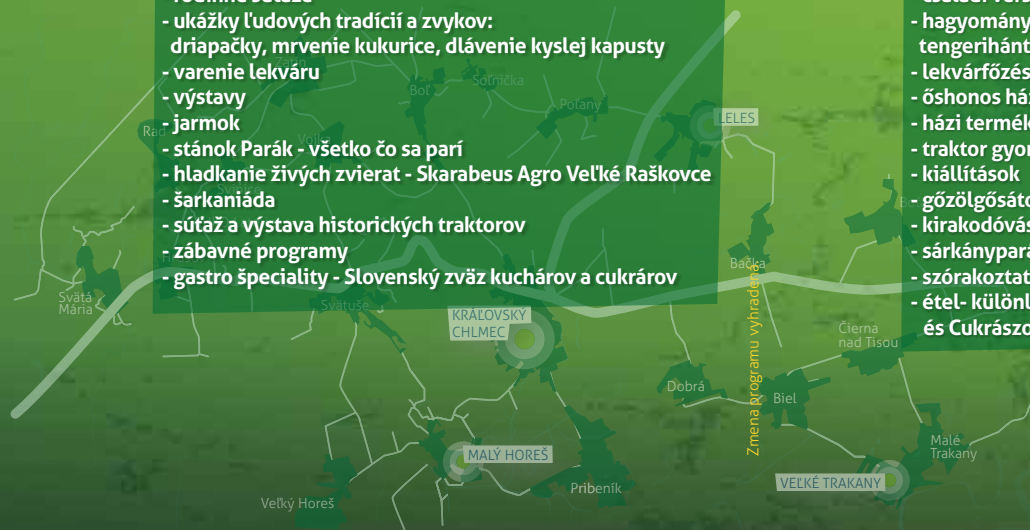 - ukážky ľudových tradícií a zvykov:
driapačky, mrvenie kukurice, dlávenie kyslej kapusty
- varenie lekváru
- výstavy
- jarmok
- stánok Parák - všetko čo sa parí
- hladkanie živých zvierat - Skarabeus Agro Veľké Raškovce
- šarkaniáda
- súťaž a výstava historických traktorov
- zábavné programy
- gastro špeciality - Slovenský zväz kuchárov a cukrárov
- hagyomány
tengerihánt
- lekvárfőzés
- őshonos ház
- házi termék
- traktor gyor
- kiállítások
- gőzölgősáto
- kirakodóvás
- sárkánypara
- szórakoztat
- étel- különl
és Cukrászo
Boľ
Soľnička
Poľany
LELES
Rad
Svätá
Mária
Svätuše
KRÁĽOVSKÝ
CHLMEC
Bačka
Zmena programu vyhradená
Čierna
nad Tisou
Dobrá
Biel
MALÝ HOREŠ
Malé
Trakany
VEĽKÉ TRAKANY
Pribeník
Veľký Horeš